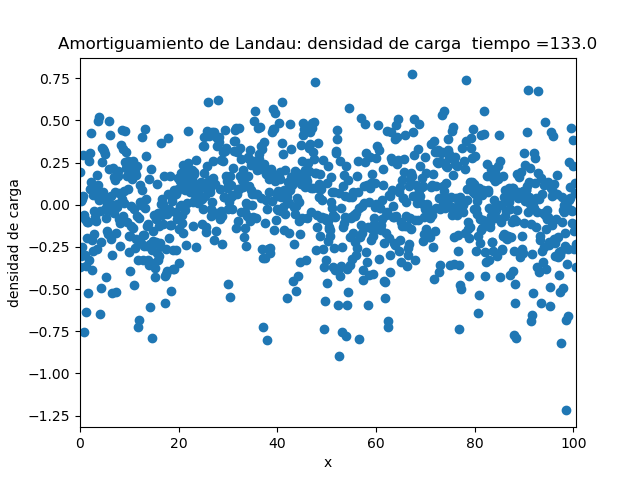 Amortiguamiento de Landau: densidad de carga  tiempo =133.0
densidad de carga
0.75
0.50
0.25
0.00
−0.25
−0.50
−0.75
−1.00
−1.25
0 20 40 60 80 100
x